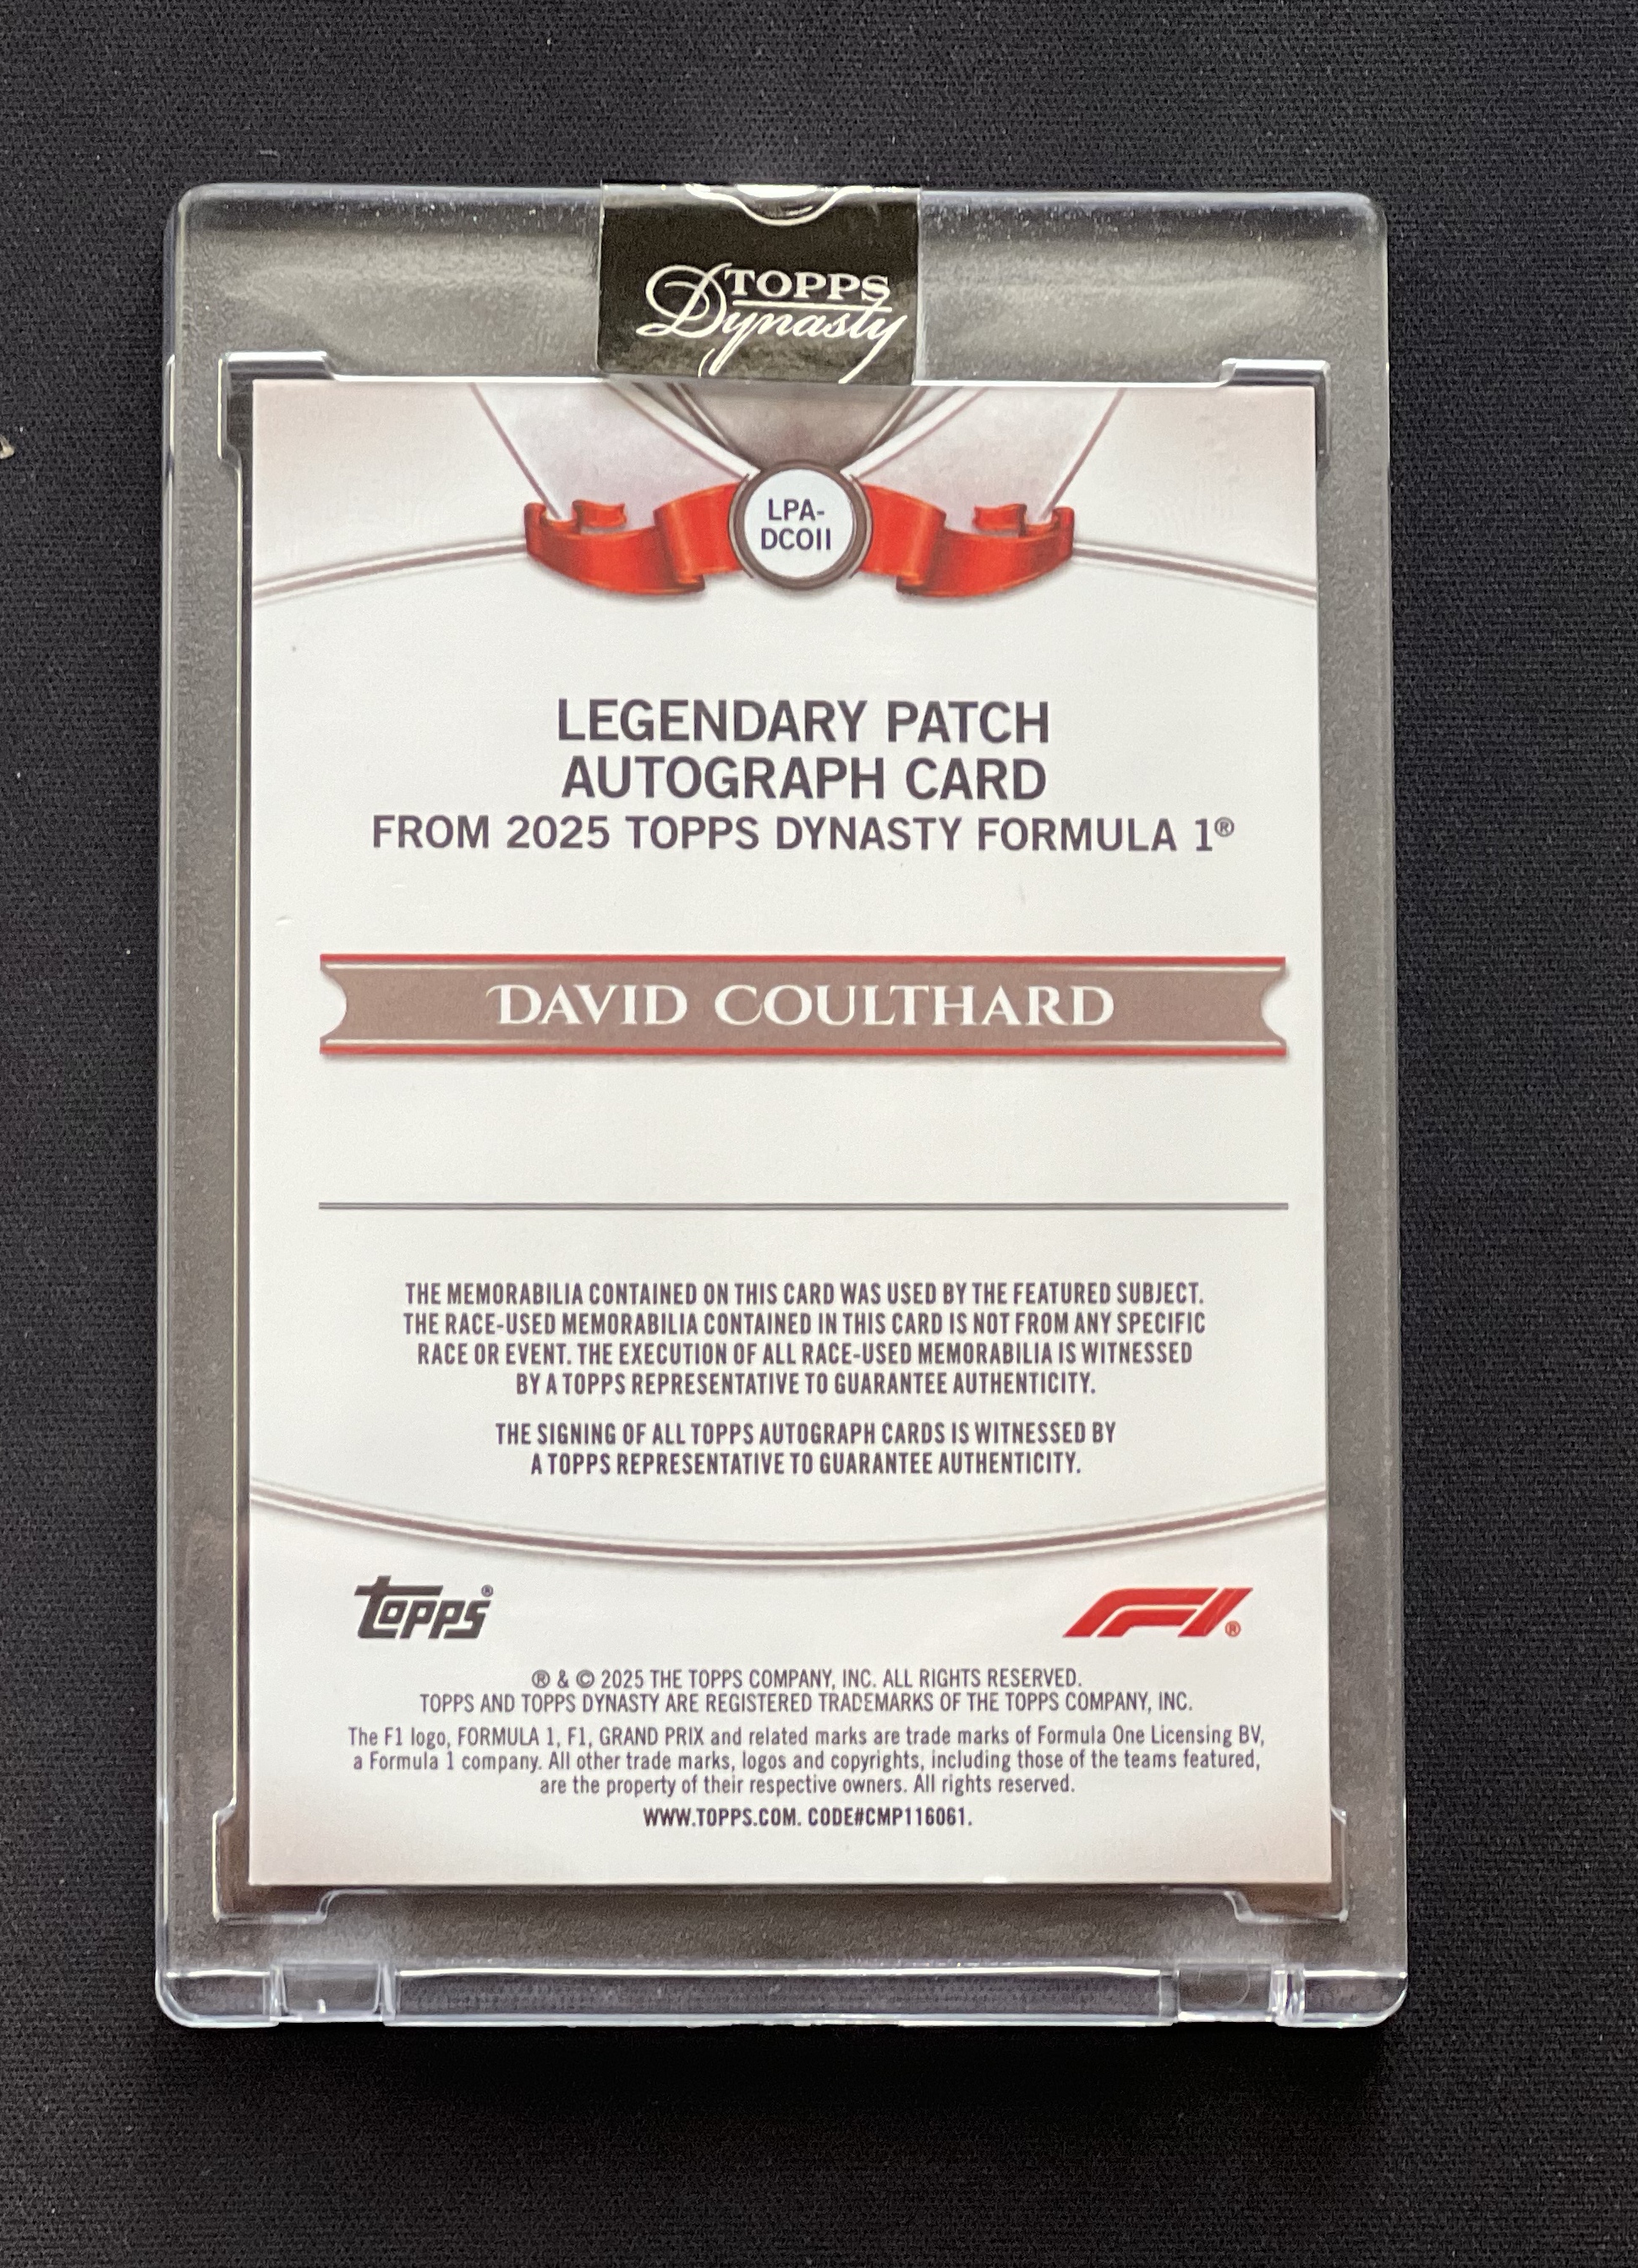 TOPPS
Dynasty
LPA-
DCOII
LEGENDARY PATCH
AUTOGRAPH CARD
FROM 2025 TOPPS DYNASTY FORMULA 1®
DAVID COULTHARD
THE MEMORABILIA CONTAINED ON THIS CARD WAS USED BY THE FEATURED SUBJECT.
THE RACE-USED MEMORABILIA CONTAINED IN THIS CARD IS NOT FROM ANY SPECIFIC
RACE OR EVENT. THE EXECUTION OF ALL RACE-USED MEMORABILIA IS WITNESSED
BY A TOPPS REPRESENTATIVE TO GUARANTEE AUTHENTICITY.
THE SIGNING OF ALL TOPPS AUTOGRAPH CARDS IS WITNESSED BY
A TOPPS REPRESENTATIVE TO GUARANTEE AUTHENTICITY.
topps® F1®
® & © 2025 THE TOPPS COMPANY, INC. ALL RIGHTS RESERVED.
TOPPS AND TOPPS DYNASTY ARE REGISTERED TRADEMARKS OF THE TOPPS COMPANY, INC.
The F1 logo, FORMULA 1, F1, GRAND PRIX and related marks are trade marks of Formula One Licensing BV,
a Formula 1 company. All other trade marks, logos and copyrights, including those of the teams featured,
are the property of their respective owners. All rights reserved.
WWW.TOPPS.COM. CODE#CMP116061.